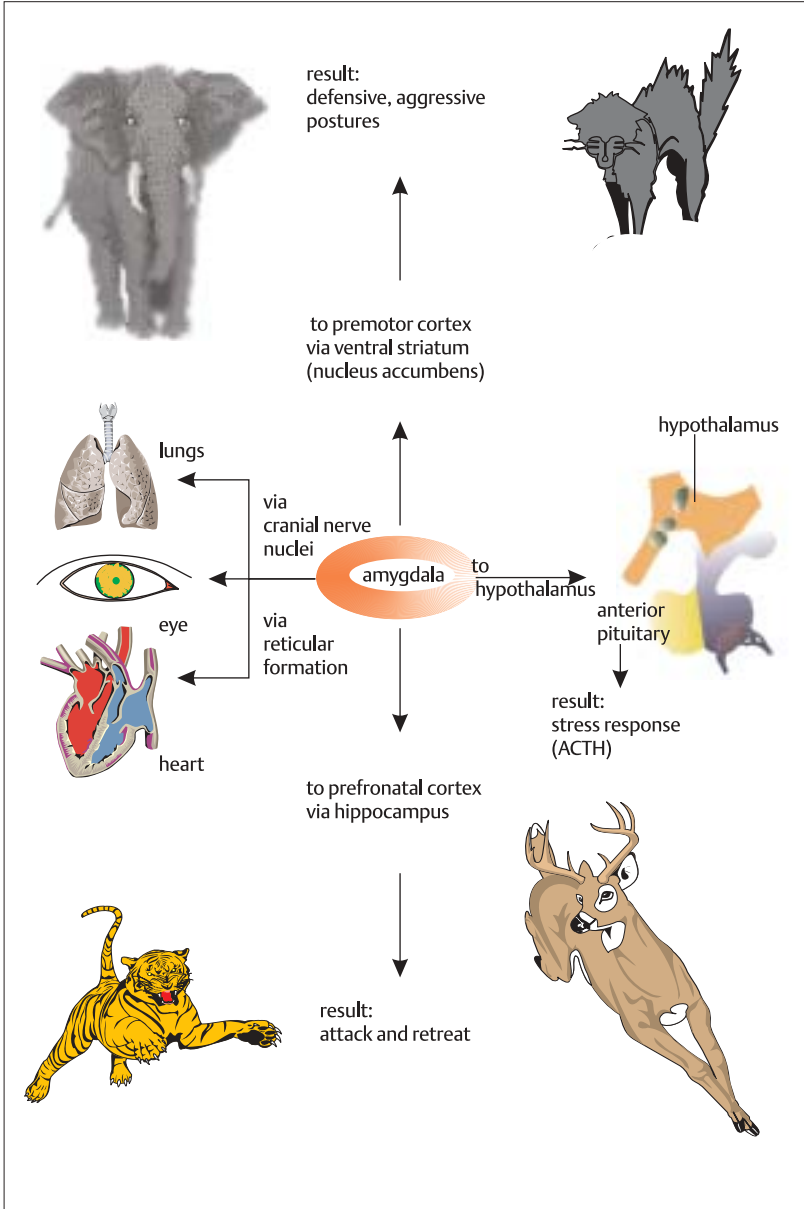 result:
defensive, aggressive
postures
to premotor cortex
via ventral striatum
(nucleus accumbens)
lungs
via
cranial nerve
nuclei
eye
via
reticular
formation
heart
amygdala
to
hypothalamus
hypothalamus
anterior
pituitary
result:
stress response
(ACTH)
to prefronatal cortex
via hippocampus
result:
attack and retreat